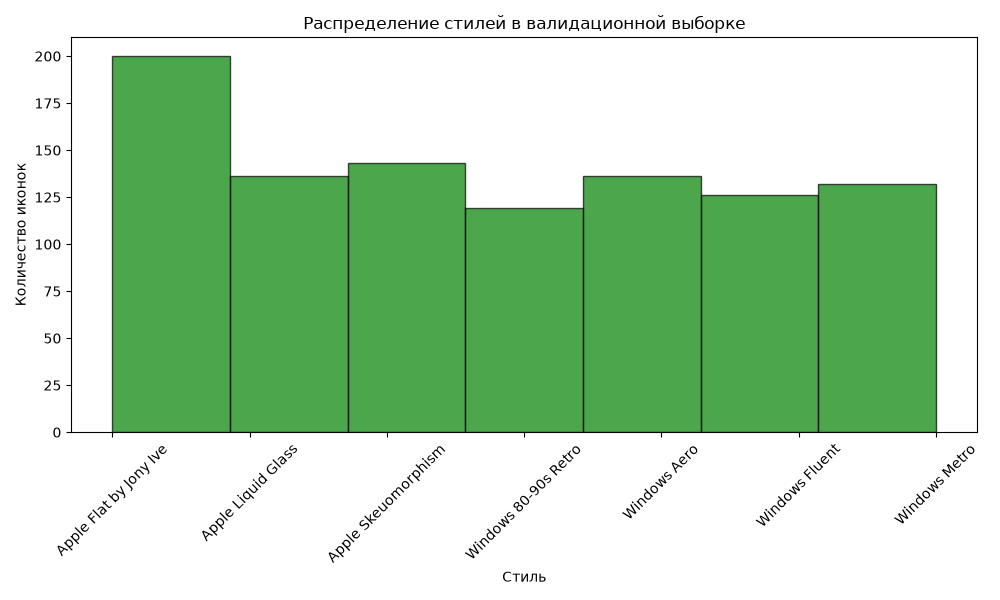 Распределение стилей в валидационной выборке
Количество иконок
200
175
150
125
100
75
50
25
0
Apple Flat by Jony Ive
Apple Liquid Glass
Apple Skeuomorphism
Windows 80-90s Retro
Windows Aero
Windows Fluent
Windows Metro
Стиль